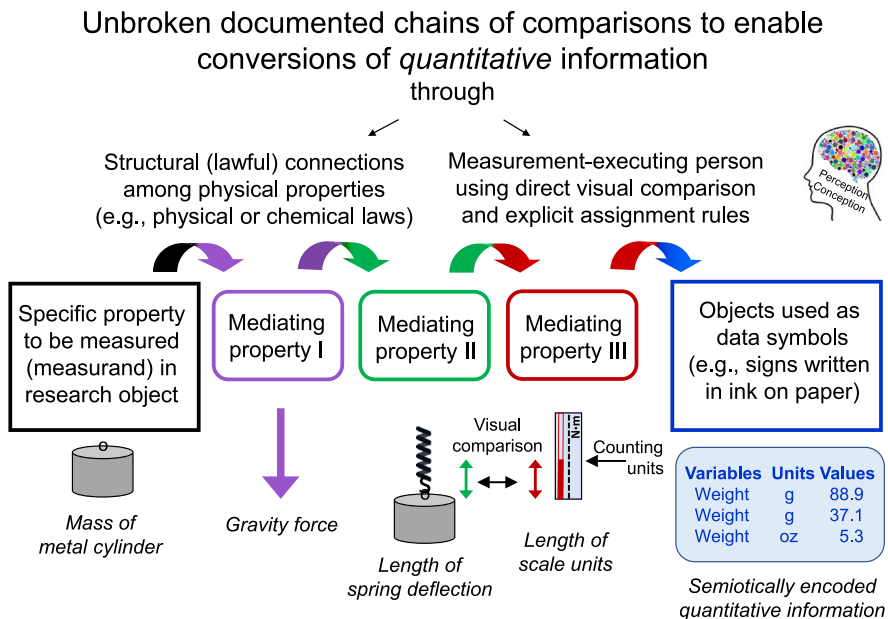 Unbroken documented chains of comparisons to enable
conversions of quantitative information
through
Structural (lawful) connections
among physical properties
(e.g., physical or chemical laws)
Measurement-executing person
using direct visual comparison
and explicit assignment rules
Perception
Conception
Specific property
to be measured
(measurand) in
research object
Mediating
property I
Mediating
property II
Mediating
property III
Objects used as
data symbols
(e.g., signs written
in ink on paper)
Mass of
metal cylinder
Gravity force
Visual
comparison
N·m
Counting
units
Length of
spring deflection
Length of
scale units
Variables Units Values
Weight g 88.9
Weight g 37.1
Weight oz 5.3
Semiotically encoded
quantitative information